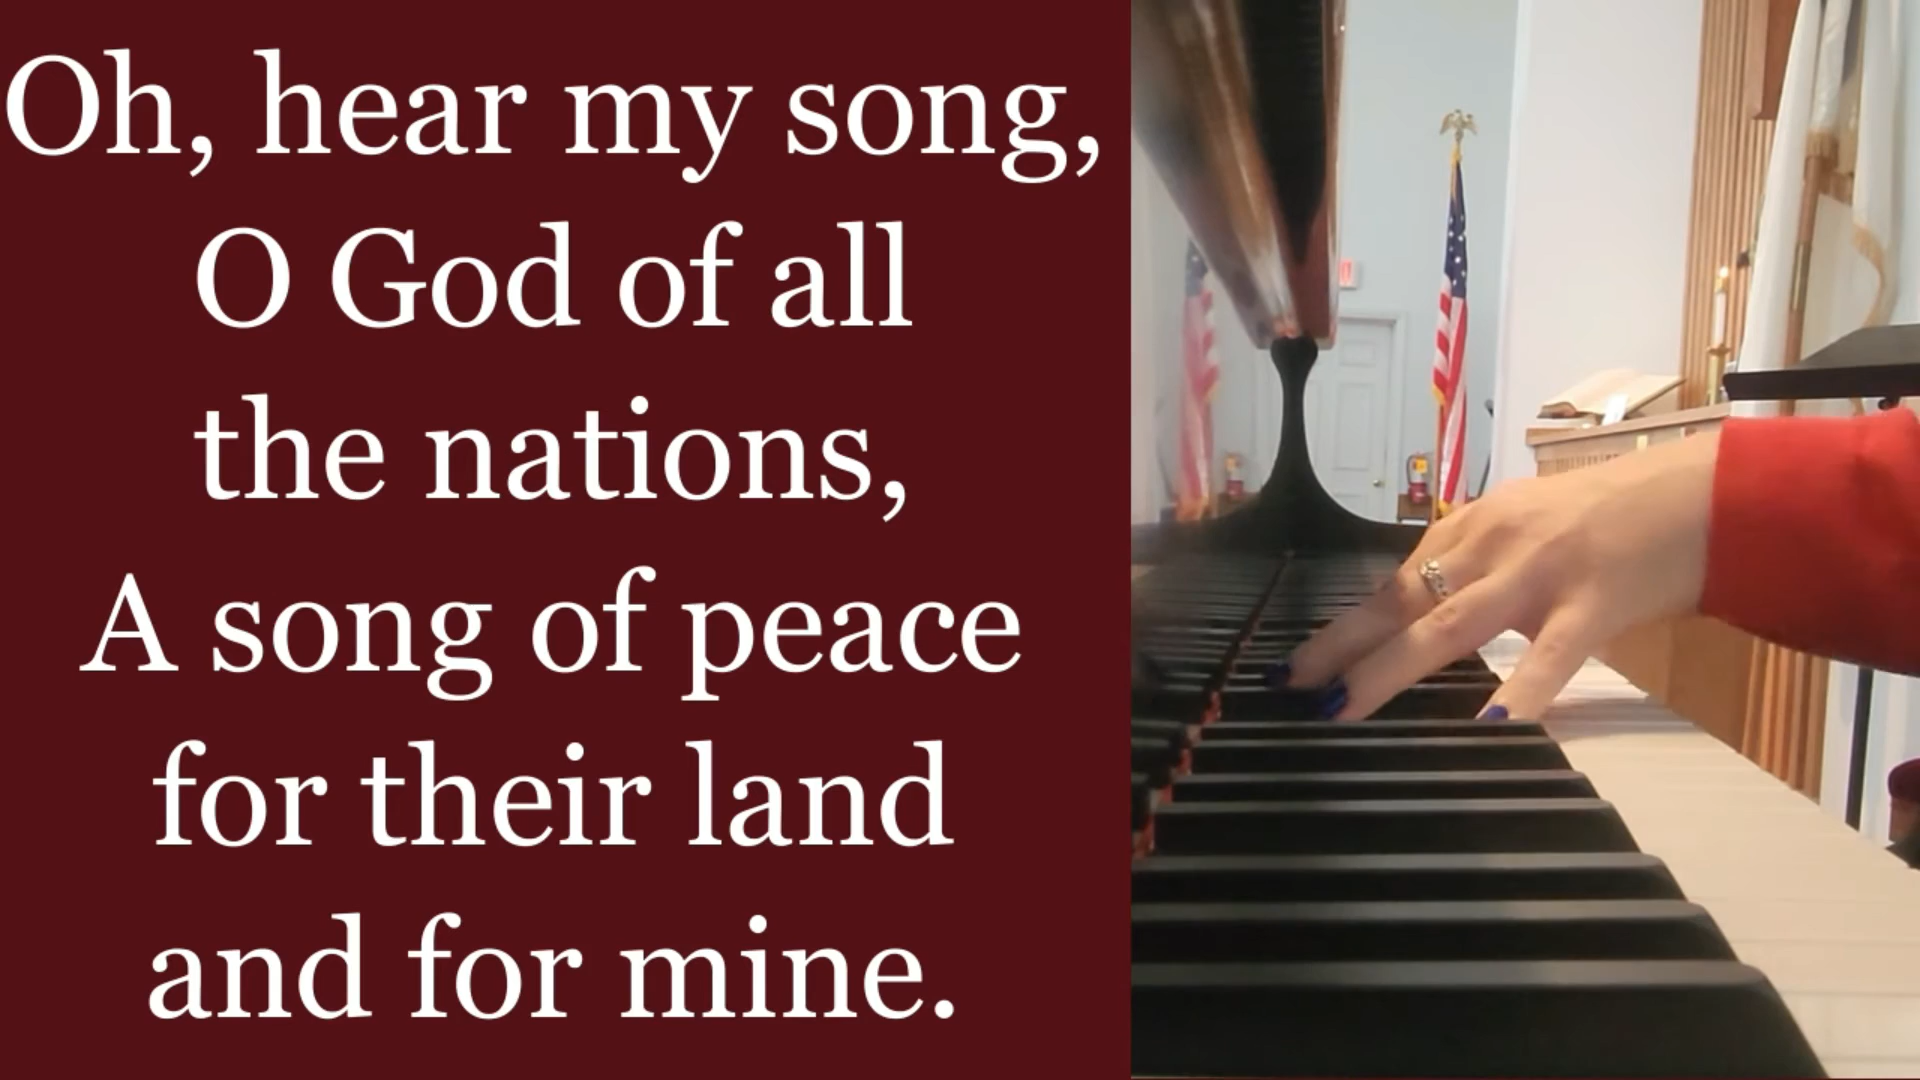 Oh, hear my song,
O God of all
the nations,
A song of peace
for their land
and for mine.